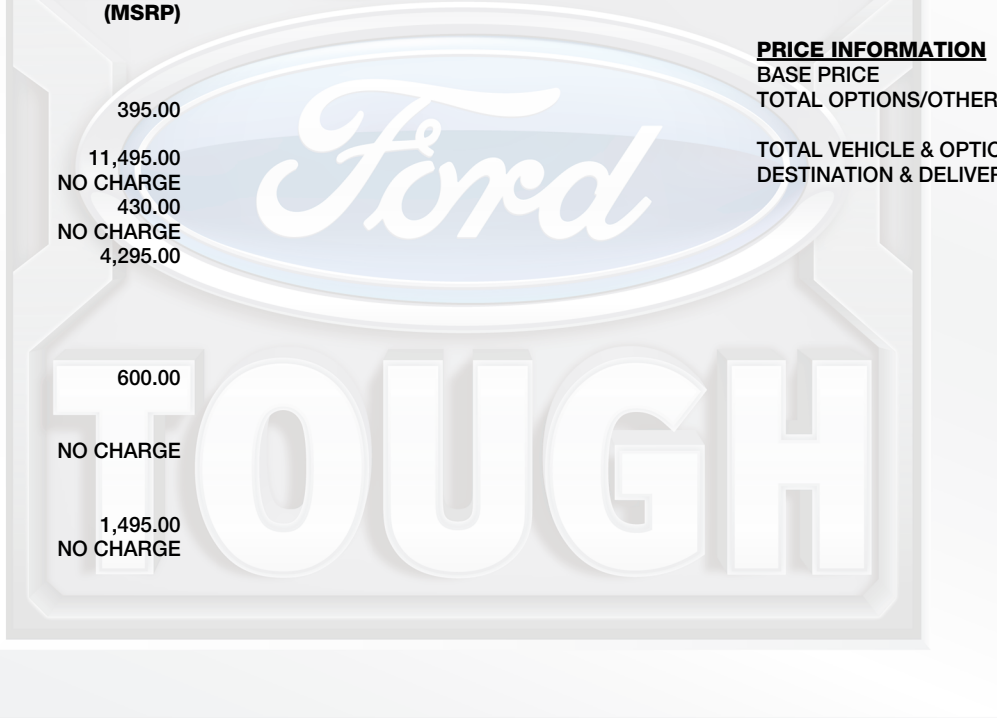 (MSRP)
395.00
11,495.00
NO CHARGE
430.00
NO CHARGE
4,295.00
600.00
NO CHARGE
1,495.00
NO CHARGE
PRICE INFORMATION
BASE PRICE
TOTAL OPTIONS/OTHER
TOTAL VEHICLE & OPTIO
DESTINATION & DELIVER
Ford
TOUGH